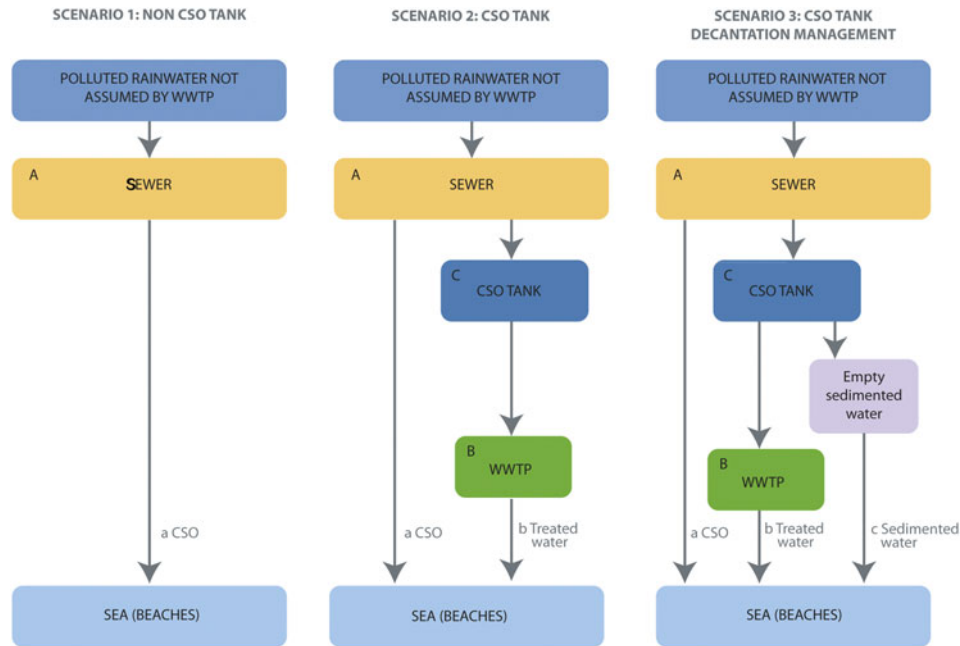 SCENARIO 1: NON CSO TANK
POLLUTED RAINWATER NOT
ASSUMED BY WWTP
A
SEWER
a CSO
SEA (BEACHES)
SCENARIO 2: CSO TANK
POLLUTED RAINWATER NOT
ASSUMED BY WWTP
A
SEWER
C
CSO TANK
B
WWTP
a CSO
b Treated
water
SEA (BEACHES)
SCENARIO 3: CSO TANK
DECANTATION MANAGEMENT
POLLUTED RAINWATER NOT
ASSUMED BY WWTP
A
SEWER
C
CSO TANK
Empty
sedimented
water
B
WWTP
a CSO
b Treated
water
c Sedimented
water
SEA (BEACHES)